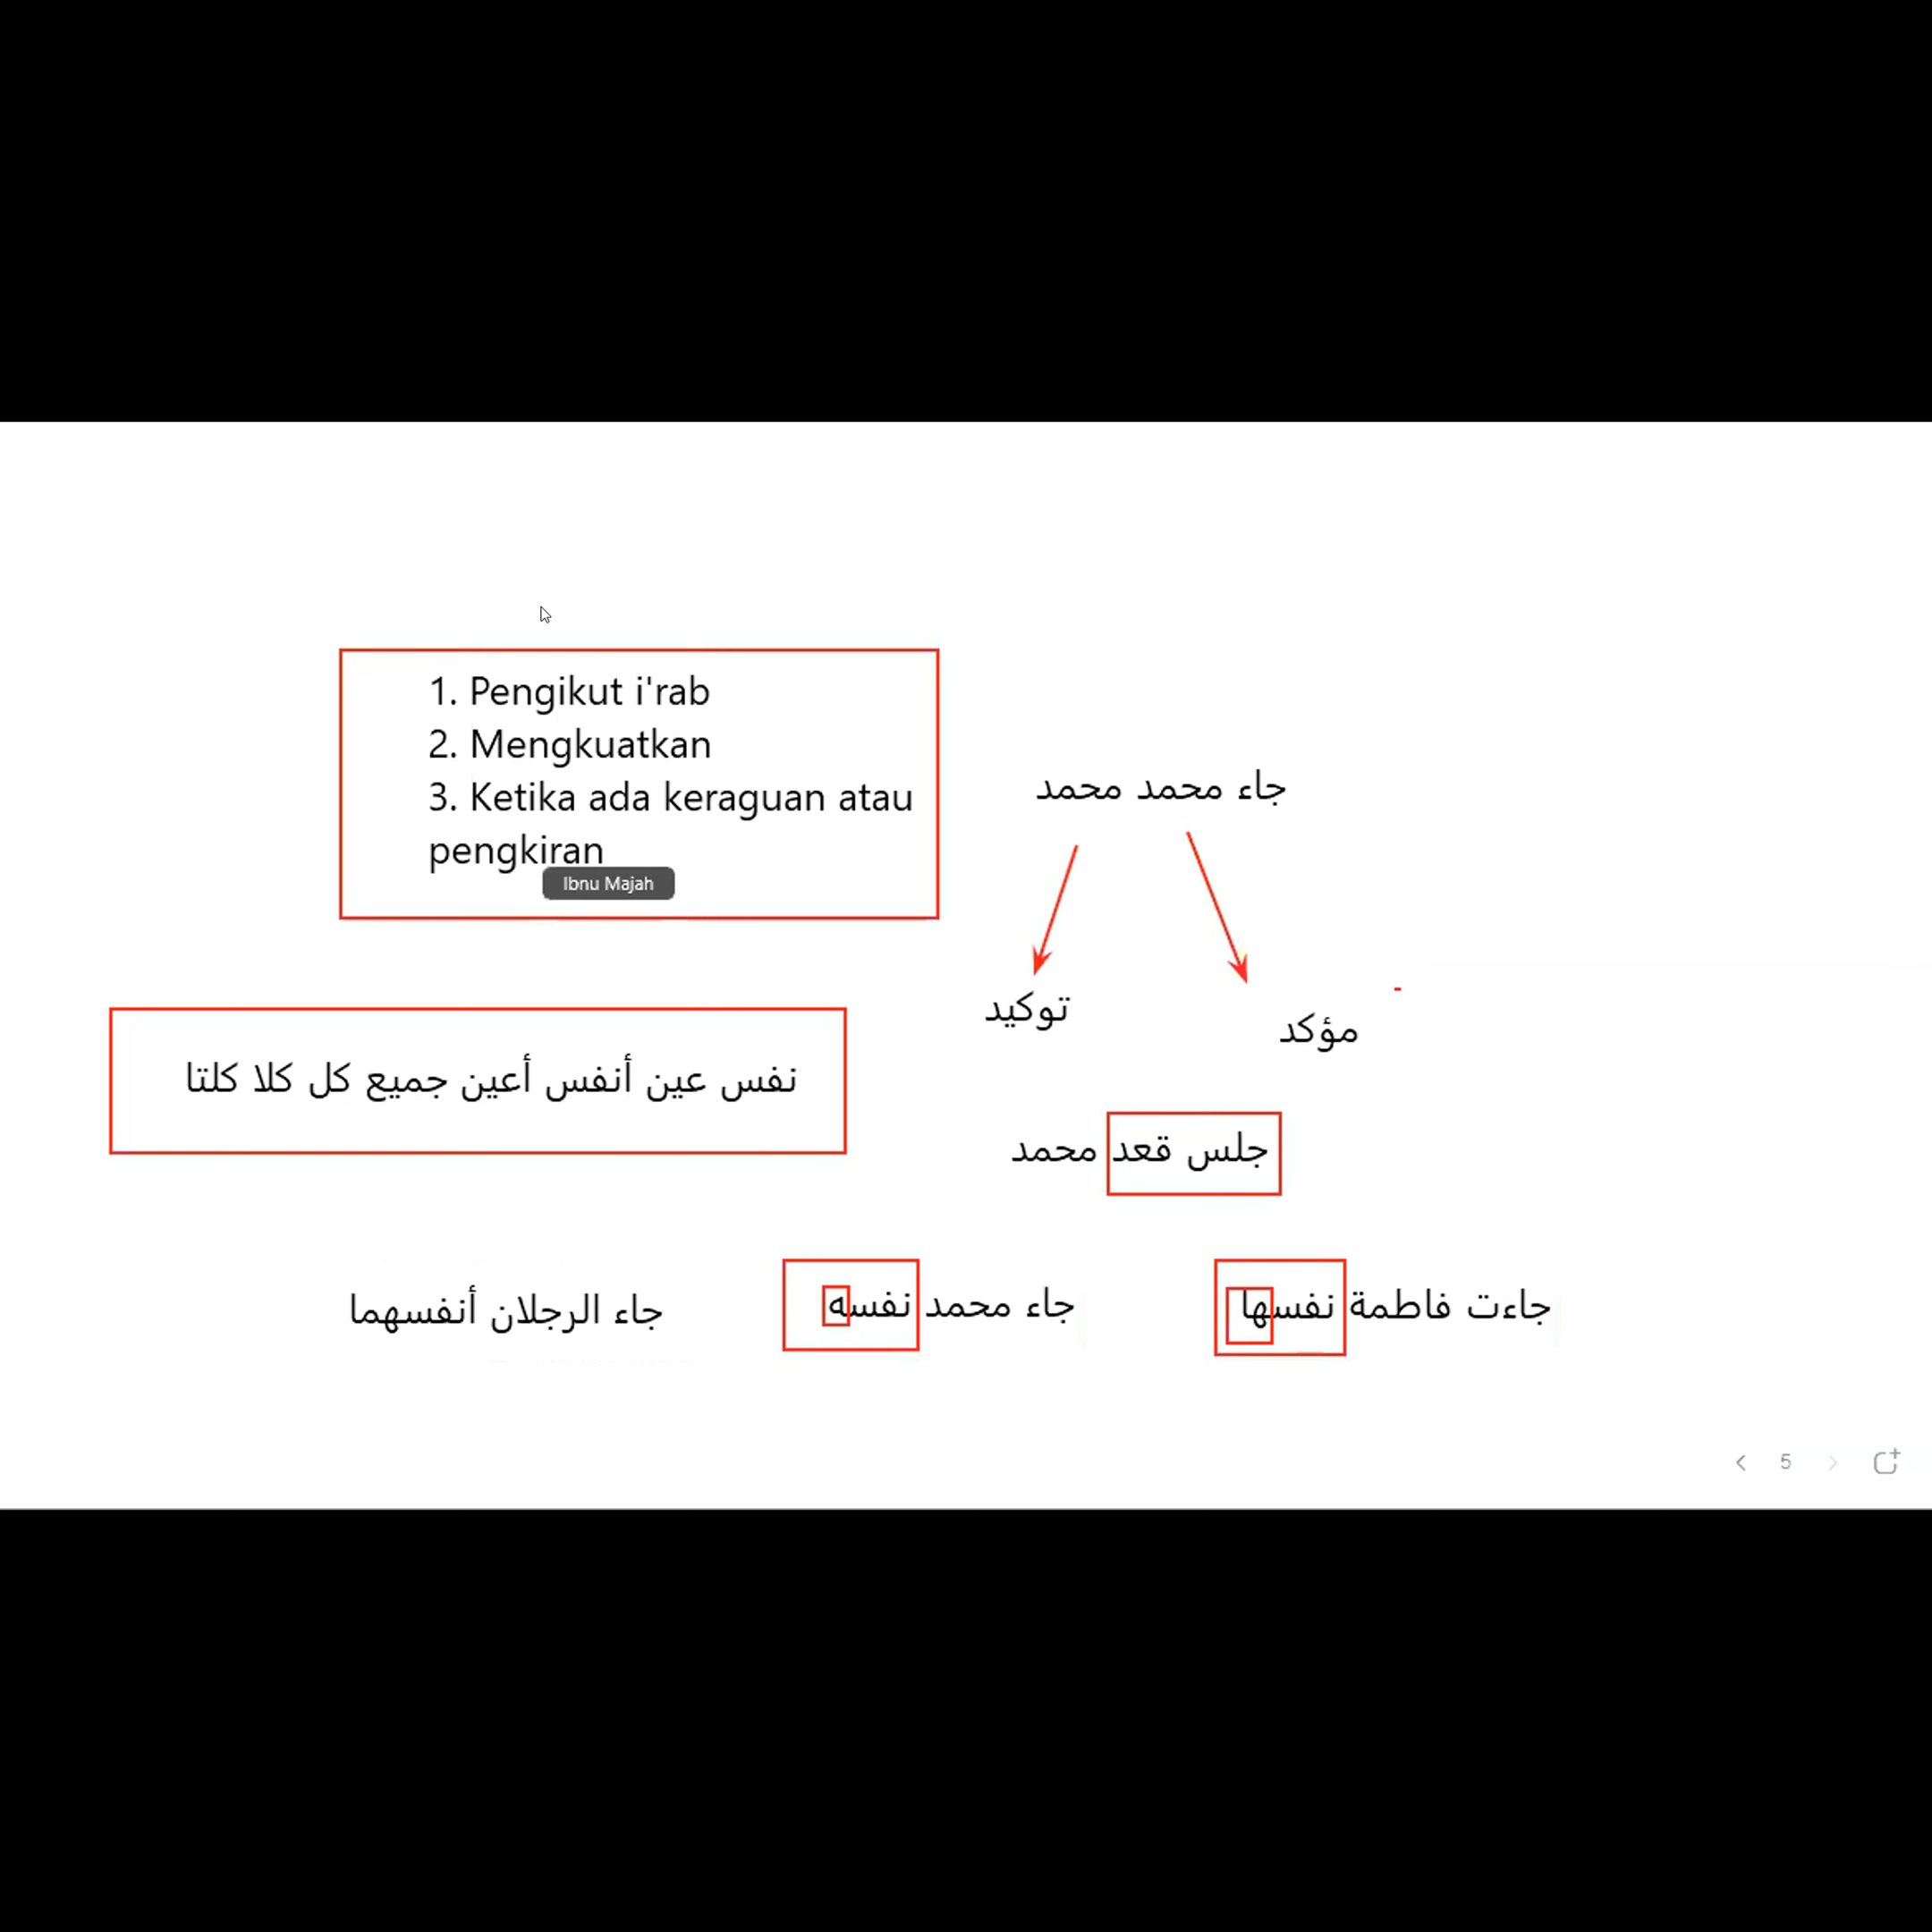 1. Pengikut i'rab
2. Mengkuatkan
3. Ketika ada keraguan atau
pengkiran
Ibnu Majah
جاء محمد محمد
توكيد
مؤكد
نفس عين أنفس أعين جميع كل كلا كلتا
جلس قعد محمد
جاءت فاطمة نفسها
جاء محمد نفسه
جاء الرجلان أنفسهما
5